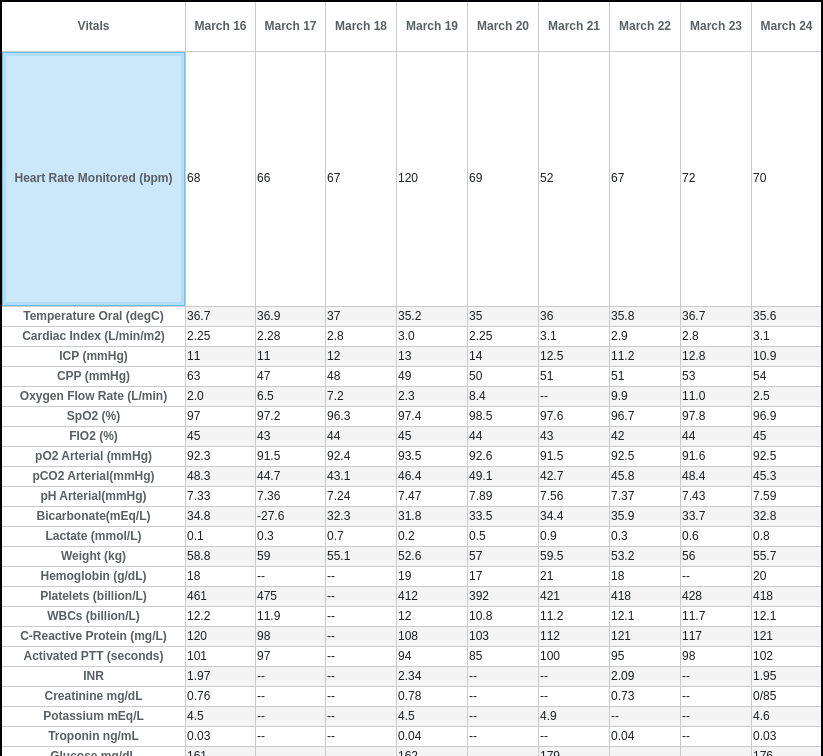 Vitals March 16 March 17 March 18 March 19 March 20 March 21 March 22 March 23 March 24
Heart Rate Monitored (bpm) 68 66 67 120 69 52 67 72 70
Temperature Oral (degC) 36.7 36.9 37 35.2 35 36 35.8 36.7 35.6
Cardiac Index (L/min/m2) 2.25 2.28 2.8 3.0 2.25 3.1 2.9 2.8 3.1
ICP (mmHg) 11 11 12 13 14 12.5 11.2 12.8 10.9
CPP (mmHg) 63 47 48 49 50 51 51 53 54
Oxygen Flow Rate (L/min) 2.0 6.5 7.2 2.3 8.4 -- 9.9 11.0 2.5
SpO2 (%) 97 97.2 96.3 97.4 98.5 97.6 96.7 97.8 96.9
FIO2 (%) 45 43 44 45 44 43 42 44 45
pO2 Arterial (mmHg) 92.3 91.5 92.4 93.5 92.6 91.5 92.5 91.6 92.5
pCO2 Arterial(mmHg) 48.3 44.7 43.1 46.4 49.1 42.7 45.8 48.4 45.3
pH Arterial(mmHg) 7.33 7.36 7.24 7.47 7.89 7.56 7.37 7.43 7.59
Bicarbonate(mEq/L) 34.8 -27.6 32.3 31.8 33.5 34.4 35.9 33.7 32.8
Lactate (mmol/L) 0.1 0.3 0.7 0.2 0.5 0.9 0.3 0.6 0.8
Weight (kg) 58.8 59 55.1 52.6 57 59.5 53.2 56 55.7
Hemoglobin (g/dL) 18 -- -- 19 17 21 18 -- 20
Platelets (billion/L) 461 475 -- 412 392 421 418 428 418
WBCs (billion/L) 12.2 11.9 -- 12 10.8 11.2 12.1 11.7 12.1
C-Reactive Protein (mg/L) 120 98 -- 108 103 112 121 117 121
Activated PTT (seconds) 101 97 -- 94 85 100 95 98 102
INR 1.97 -- -- 2.34 -- -- 2.09 -- 1.95
Creatinine mg/dL 0.76 -- -- 0.78 -- -- 0.73 -- 0/85
Potassium mEq/L 4.5 -- -- 4.5 -- 4.9 -- -- 4.6
Troponin ng/mL 0.03 -- -- 0.04 -- -- 0.04 -- 0.03
Glucose mg/dl 161 162 179 176